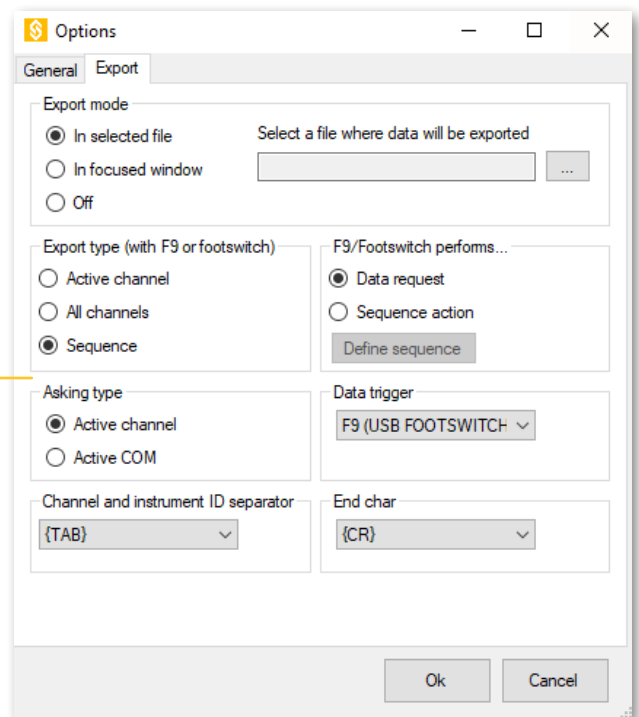 Options
General Export
Export mode
In selected file
Select a file where data will be exported
In focused window
...
Off
Export type (with F9 or footswitch)
Active channel
All channels
Sequence
F9/Footswitch performs...
Data request
Sequence action
Define sequence
Asking type
Active channel
Active COM
Data trigger
F9 (USB FOOTSWITCH
Channel and instrument ID separator
{TAB}
End char
{CR}
Ok
Cancel